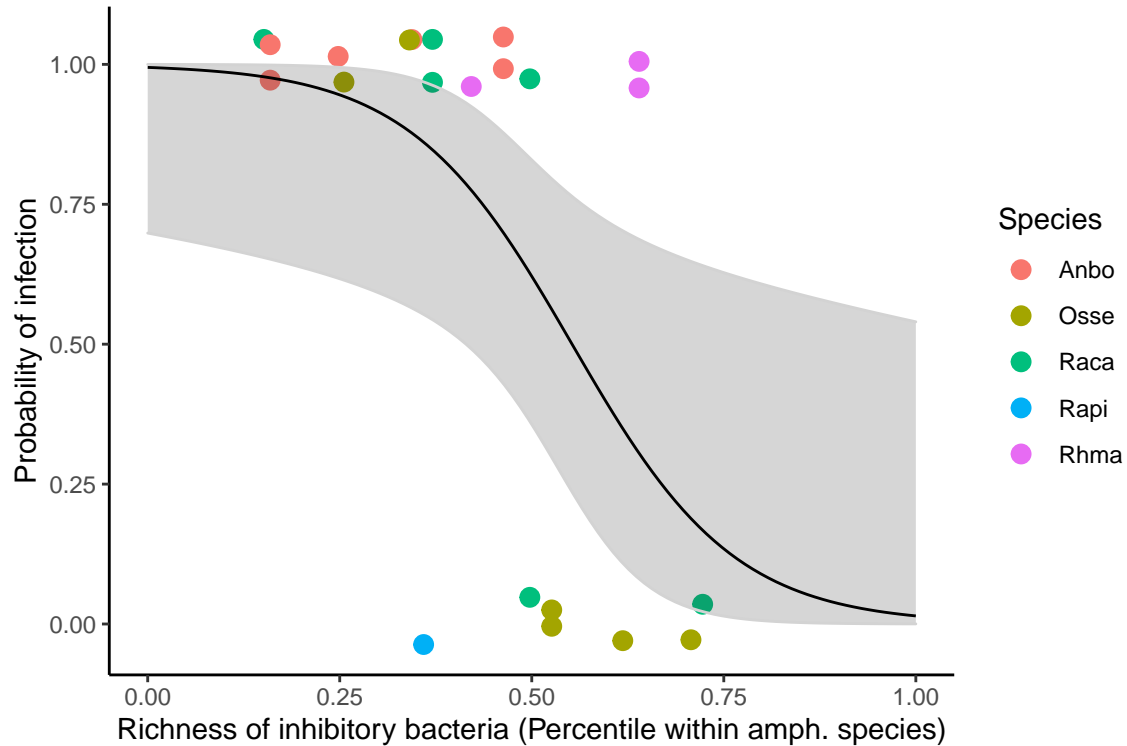 Probability of infection
1.00
0.75
0.50
0.25
0.00
0.00 0.25 0.50 0.75 1.00
Richness of inhibitory bacteria (Percentile within amph. species)
Species
Anbo
Osse
Raca
Rapi
Rhma